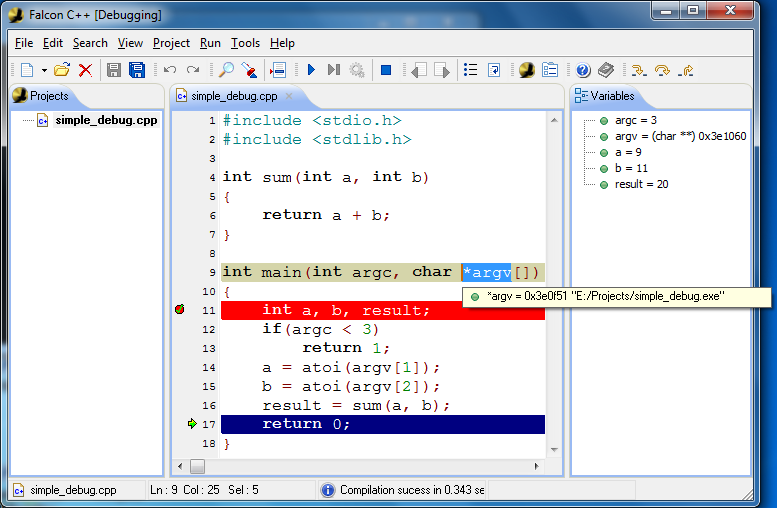 Falcon C++ [Debugging]
File Edit Search View Project Run Tools Help
Projects
simple_debug.cpp
simple_debug.cpp
1 #include <stdio.h>
2 #include <stdlib.h>
3
4 int sum(int a, int b)
5 {
6 return a + b;
7 }
8
9 int main(int argc, char *argv[])
10 {
11 int a, b, result;
12 if(argc < 3)
13 return 1;
14 a = atoi(argv[1]);
15 b = atoi(argv[2]);
16 result = sum(a, b);
17 return 0;
18 }
*argv = 0x3e0f51 "E:/Projects/simple_debug.exe"
Variables
argc = 3
argv = (char **) 0x3e1060
a = 9
b = 11
result = 20
simple_debug.cpp
Ln : 9 Col : 25 Sel : 5
Compilation sucess in 0.343 se